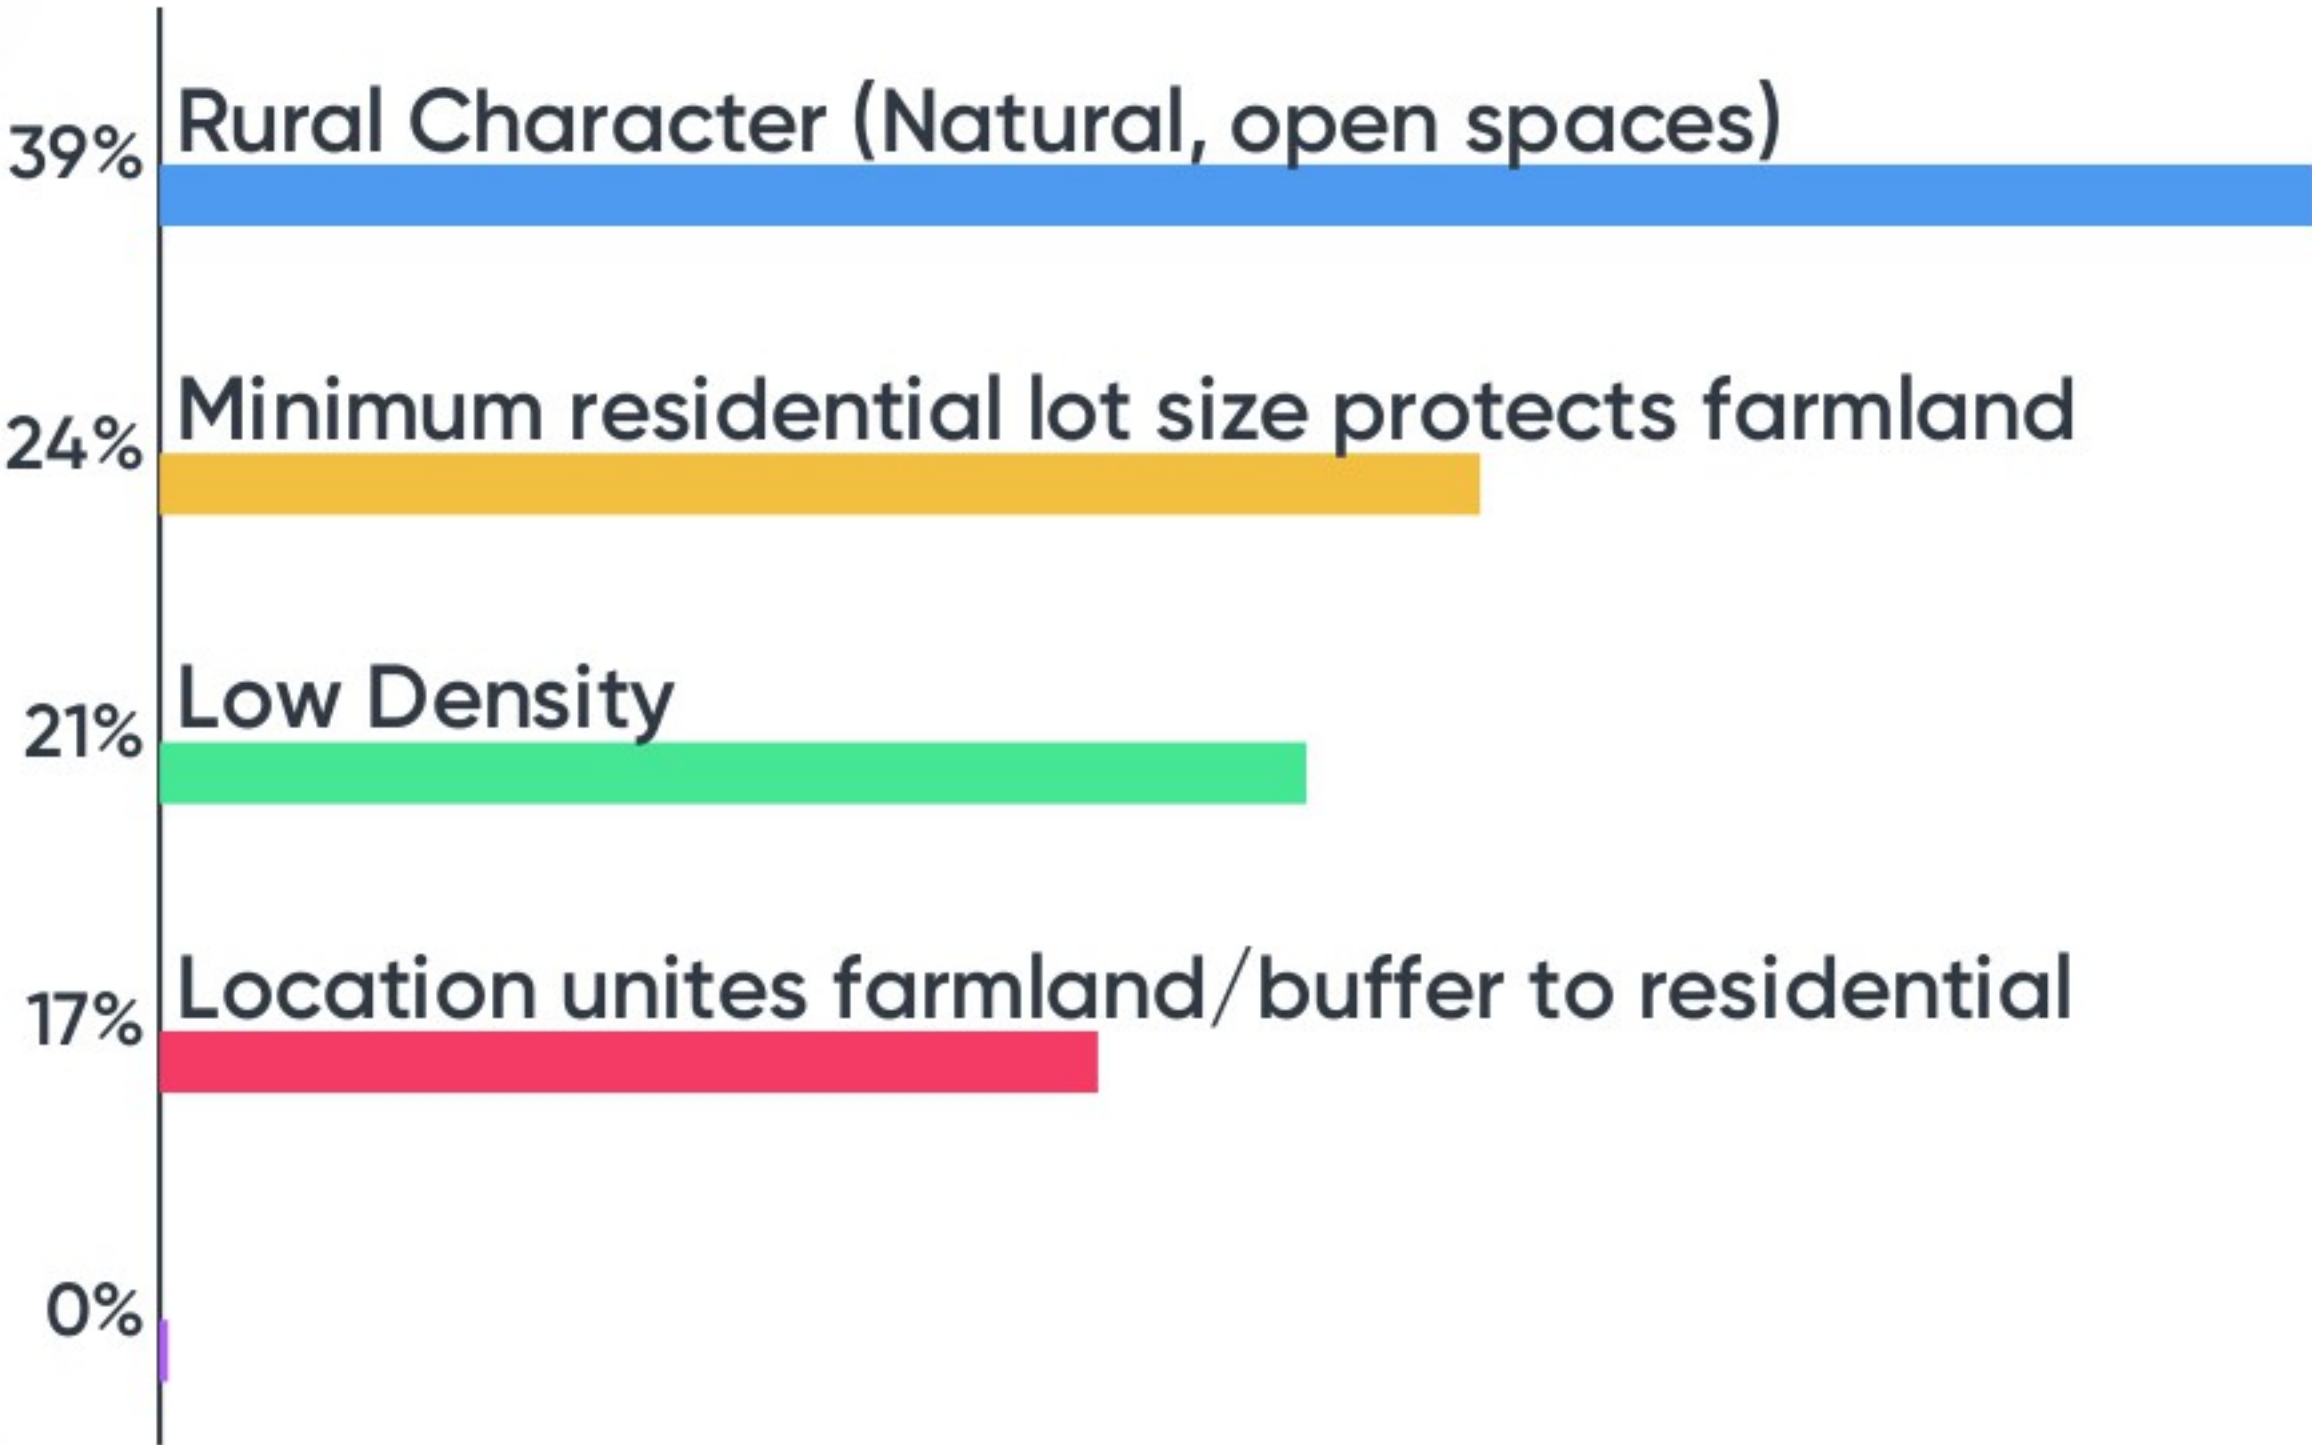 Rural Character (Natural, open spaces)
39%
Minimum residential lot size protects farmland
24%
Low Density
21%
Location unites farmland/buffer to residential
17%
0%